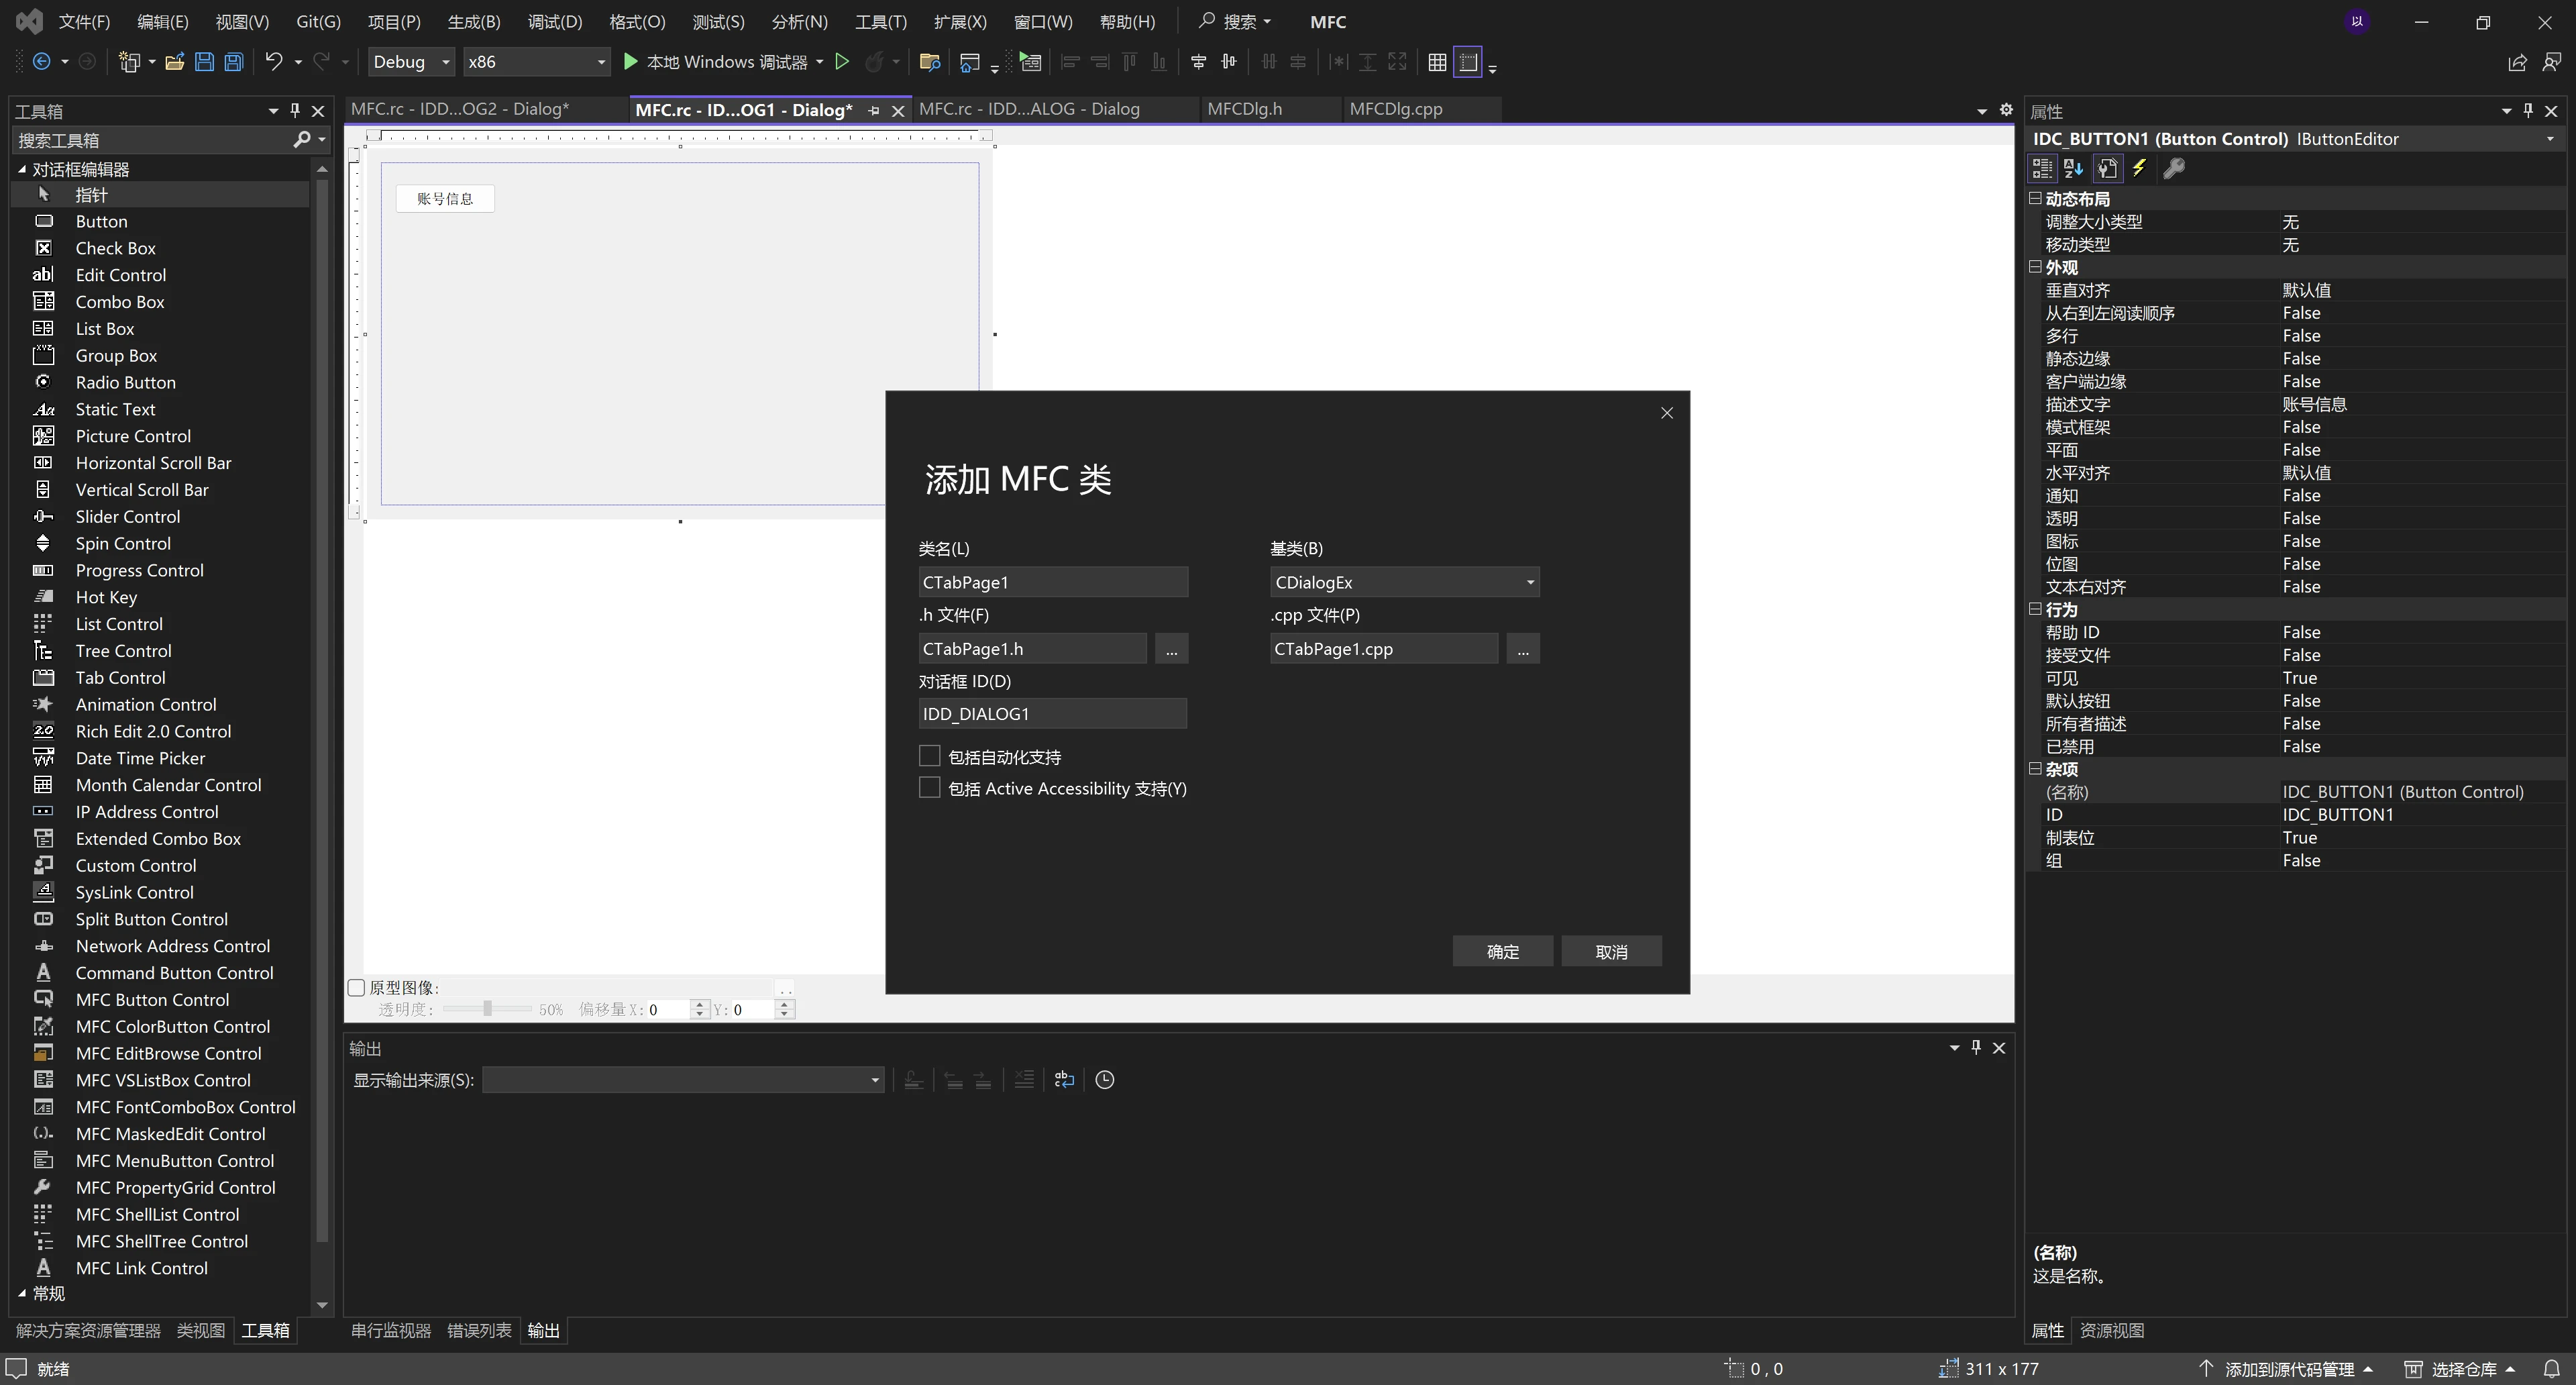 文件(F) 编辑(E) 视图(V) Git(G) 项目(P) 生成(B) 调试(D) 格式(O) 测试(S) 分析(N) 工具(T) 扩展(X) 窗口(W) 帮助(H) 搜索 MFC 以
Debug x86 本地 Windows 调试器
工具箱
搜索工具箱
对话框编辑器
指针
Button
Check Box
Edit Control
Combo Box
List Box
Group Box
Radio Button
Static Text
Picture Control
Horizontal Scroll Bar
Vertical Scroll Bar
Slider Control
Spin Control
Progress Control
Hot Key
List Control
Tree Control
Tab Control
Animation Control
Rich Edit 2.0 Control
Date Time Picker
Month Calendar Control
IP Address Control
Extended Combo Box
Custom Control
SysLink Control
Split Button Control
Network Address Control
Command Button Control
MFC Button Control
MFC ColorButton Control
MFC EditBrowse Control
MFC VSListBox Control
MFC FontComboBox Control
MFC MaskedEdit Control
MFC MenuButton Control
MFC PropertyGrid Control
MFC ShellList Control
MFC ShellTree Control
MFC Link Control
常规
解决方案资源管理器 类视图 工具箱
MFC.rc - IDD...OG2 - Dialog* MFC.rc - ID...OG1 - Dialog* MFC.rc - IDD...ALOG - Dialog MFCDlg.h MFCDlg.cpp
账号信息
添加 MFC 类
类名(L) 基类(B)
CTabPage1 CDialogEx
.h 文件(F) .cpp 文件(P)
CTabPage1.h ... CTabPage1.cpp ...
对话框 ID(D)
IDD_DIALOG1
包括自动化支持
包括 Active Accessibility 支持(Y)
确定 取消
原型图像: ..
透明度: 50% 偏移量 X: 0 Y: 0
输出
显示输出来源(S):
串行监视器 错误列表 输出
属性
IDC_BUTTON1 (Button Control) IButtonEditor
动态布局
调整大小类型 无
移动类型 无
外观
垂直对齐 默认值
从右到左阅读顺序 False
多行 False
静态边缘 False
客户端边缘 False
描述文字 账号信息
模式框架 False
平面 False
水平对齐 默认值
通知 False
透明 False
图标 False
位图 False
文本右对齐 False
行为
帮助 ID False
接受文件 False
可见 True
默认按钮 False
所有者描述 False
已禁用 False
杂项
(名称) IDC_BUTTON1 (Button Control)
ID IDC_BUTTON1
制表位 True
组 False
(名称)
这是名称。
属性 资源视图
就绪 0 , 0 311 x 177 添加到源代码管理 选择仓库